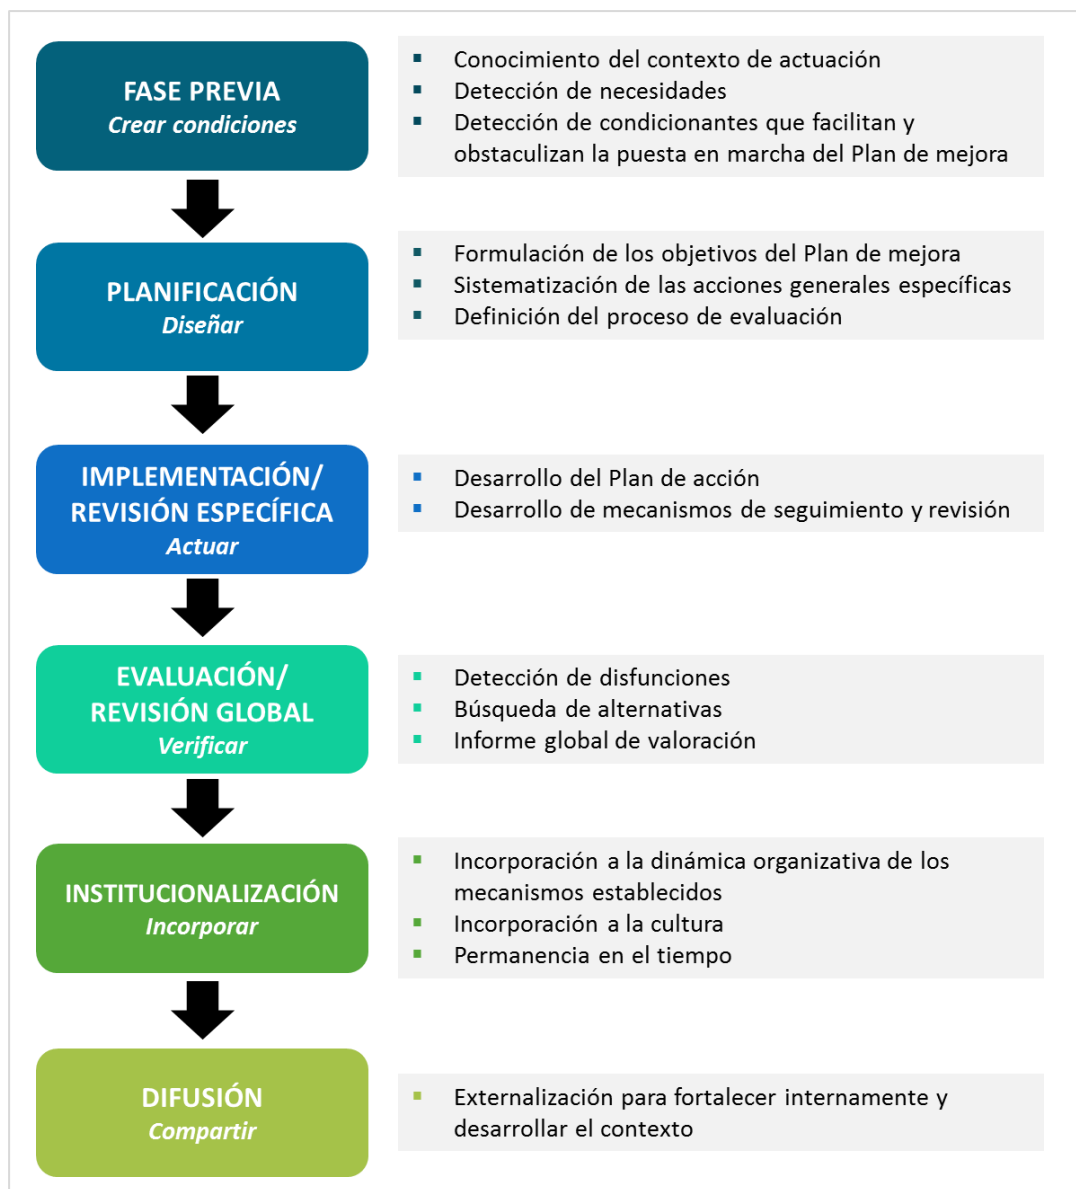 FASE PREVIA
Crear condiciones
▪ Conocimiento del contexto de actuación
▪ Detección de necesidades
▪ Detección de condicionantes que facilitan y
obstaculizan la puesta en marcha del Plan de mejora
PLANIFICACIÓN
Diseñar
▪ Formulación de los objetivos del Plan de mejora
▪ Sistematización de las acciones generales específicas
▪ Definición del proceso de evaluación
IMPLEMENTACIÓN/
REVISIÓN ESPECÍFICA
Actuar
▪ Desarrollo del Plan de acción
▪ Desarrollo de mecanismos de seguimiento y revisión
EVALUACIÓN/
REVISIÓN GLOBAL
Verificar
▪ Detección de disfunciones
▪ Búsqueda de alternativas
▪ Informe global de valoración
INSTITUCIONALIZACIÓN
Incorporar
▪ Incorporación a la dinámica organizativa de los
mecanismos establecidos
▪ Incorporación a la cultura
▪ Permanencia en el tiempo
DIFUSIÓN
Compartir
▪ Externalización para fortalecer internamente y
desarrollar el contexto